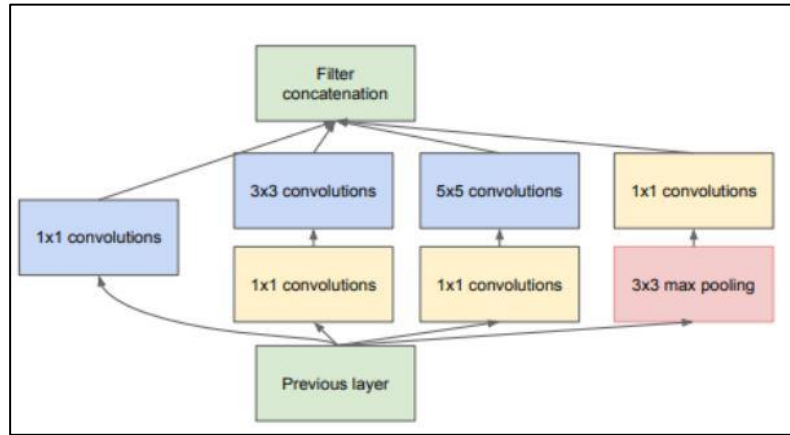 Filter
concatenation
3x3 convolutions
5x5 convolutions
1x1 convolutions
1x1 convolutions
1x1 convolutions
1x1 convolutions
3x3 max pooling
Previous layer